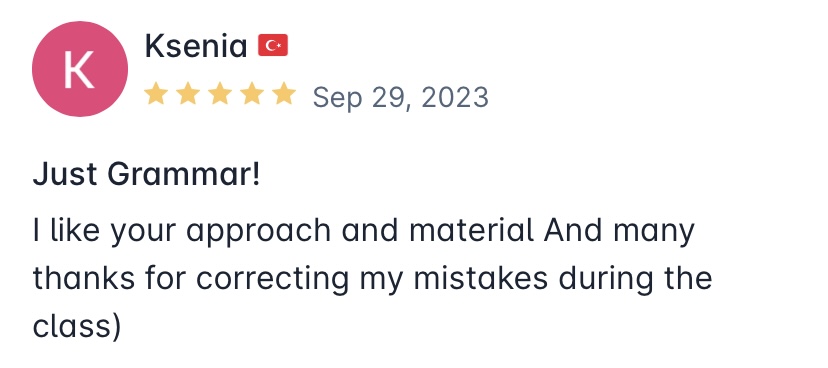 K
Ksenia
Sep 29, 2023
Just Grammar!
I like your approach and material And many
thanks for correcting my mistakes during the
class)